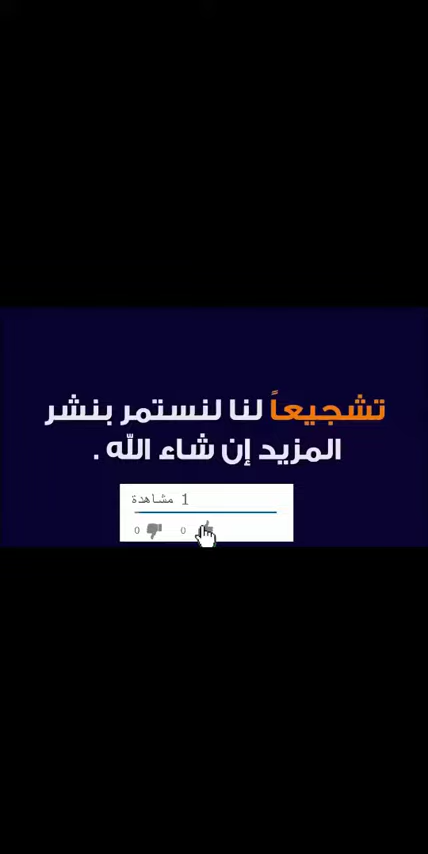 تشجيعاً لنا لنستمر بنشر
المزيد إن شاء الله .
1 مشاهدة
0 0